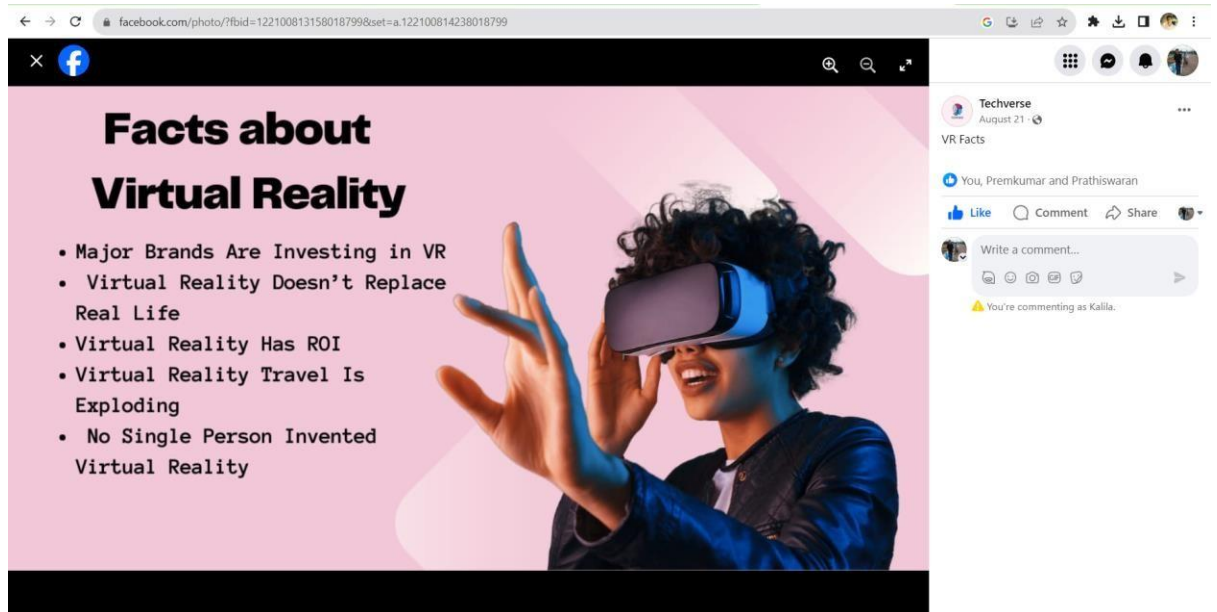 facebook.com/photo/?fbid=122100813158018799&set=a.122100814238018799
Facts about
Virtual Reality
• Major Brands Are Investing in VR
• Virtual Reality Doesn’t Replace
Real Life
• Virtual Reality Has ROI
• Virtual Reality Travel Is
Exploding
• No Single Person Invented
Virtual Reality
Techverse
August 21 ·
VR Facts
You, Premkumar and Prathiswaran
Like Comment Share
Write a comment...
GIF
You're commenting as Kalila.